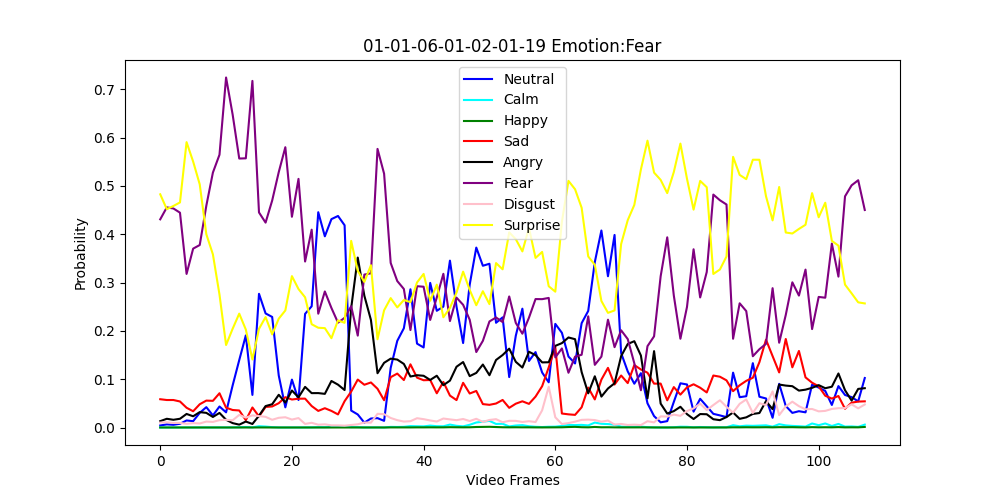 01-01-06-01-02-01-19 Emotion:Fear
Probability
0.7
0.6
0.5
0.4
0.3
0.2
0.1
0.0
Neutral
Calm
Happy
Sad
Angry
Fear
Disgust
Surprise
0 20 40 60 80 100
Video Frames